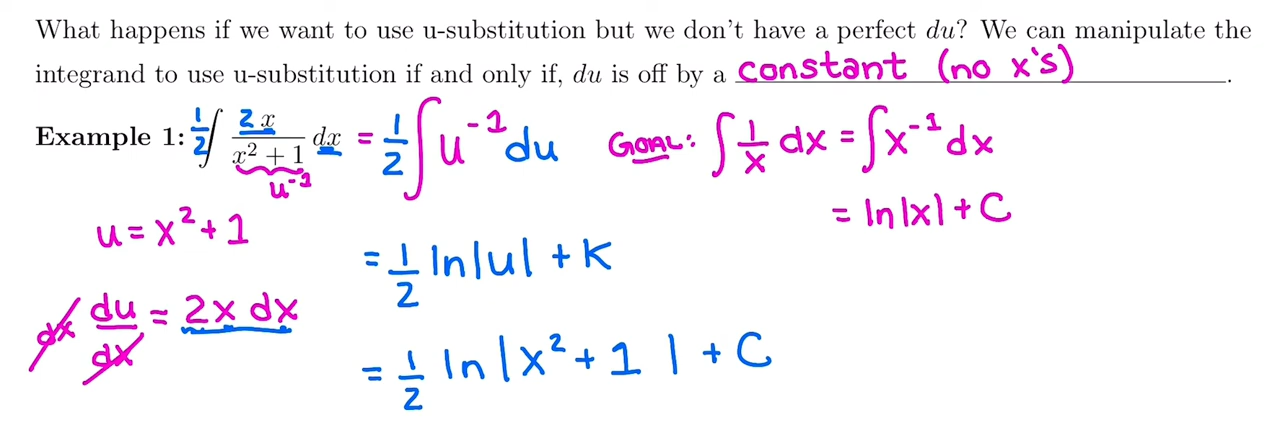 What happens if we want to use u-substitution but we don't have a perfect du? We can manipulate the
integrand to use u-substitution if and only if, du is off by a constant (no x's).
Example 1: 1/2 ∫ 2x/(x² + 1) dx = 1/2 ∫ u⁻¹ du GOAL: ∫ 1/x dx = ∫ x⁻¹ dx
u⁻¹
= ln|x| + C
u = x² + 1
= 1/2 ln|u| + K
dx du/dx = 2x dx
= 1/2 ln|x² + 1| + C